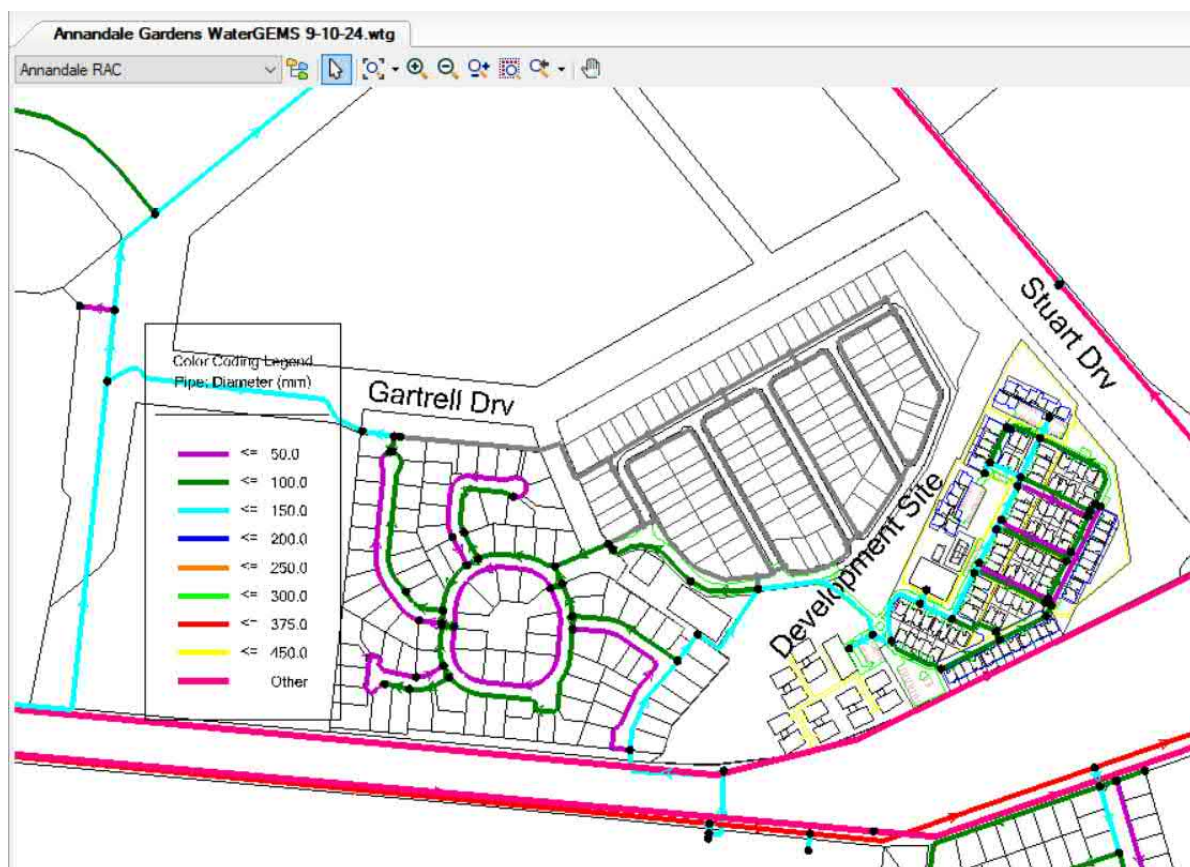 Annandale Gardens WaterGEMS 9-10-24.wtg
Annandale RAC
Stuart Drv
Color Coding Legend
Pipe: Diameter (mm)
Gartrell Drv
<= 50.0
<= 100.0
<= 150.0
<= 200.0
<= 250.0
<= 300.0
<= 375.0
<= 450.0
Other
Development Site